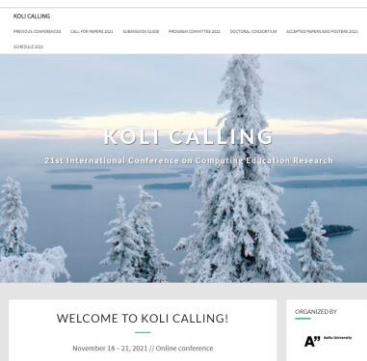 KOLI CALLING
PREVIOUS CONFERENCES CALL FOR PAPERS 2021 SUBMISSION GUIDE PROGRAM COMMITTEE 2021 DOCTORAL CONSORTIUM ACCEPTED PAPERS AND POSTERS 2021
SCHEDULE 2021
KOLI CALLING
21st International Conference on Computing Education Research
WELCOME TO KOLI CALLING!
November 18 – 21, 2021 // Online conference
ORGANIZED BY
A” Aalto University